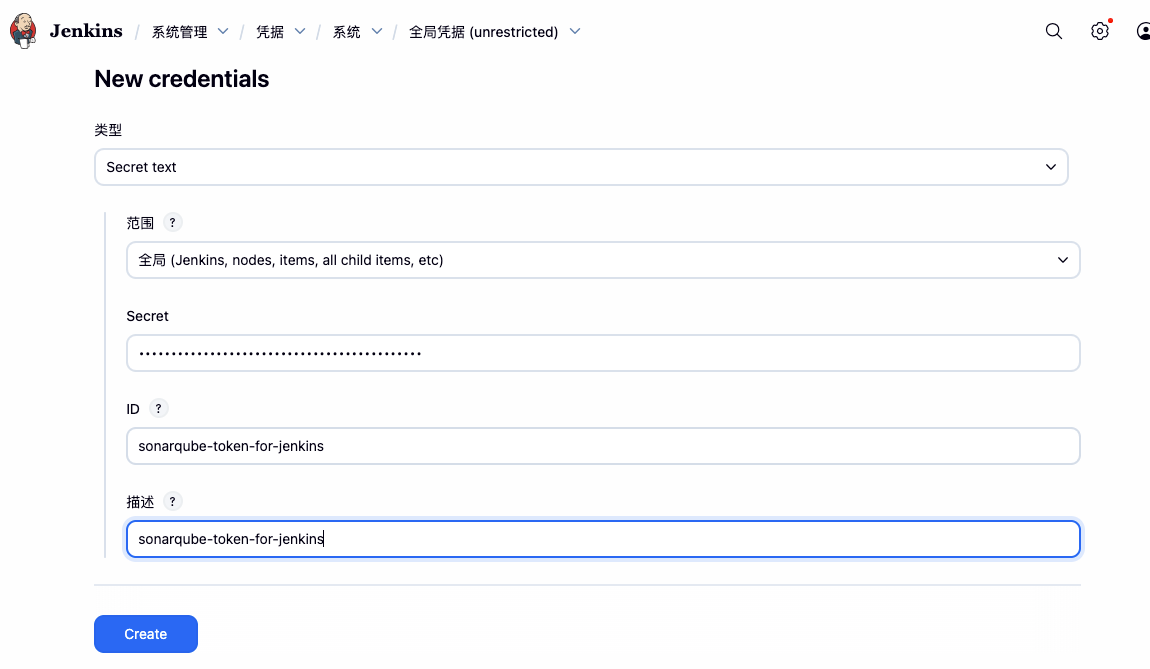 Jenkins / 系统管理 / 凭据 / 系统 / 全局凭据 (unrestricted)
New credentials
类型
Secret text
范围 ?
全局 (Jenkins, nodes, items, all child items, etc)
Secret
••••••••••••••••••••••••••••••••••••••••••••
ID ?
sonarqube-token-for-jenkins
描述 ?
sonarqube-token-for-jenkins
Create